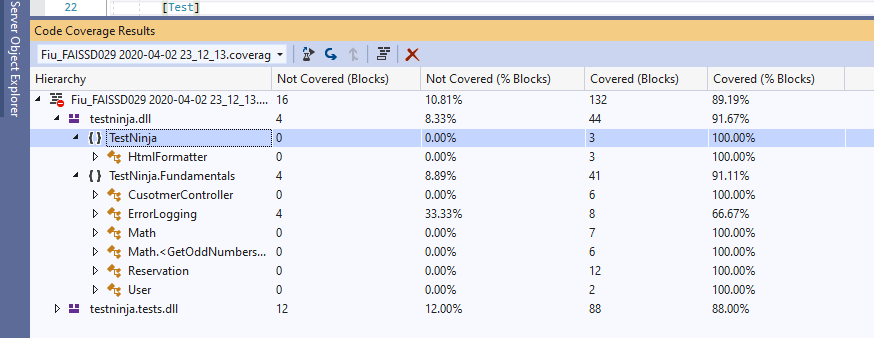 22 [Test]
Server Object Explorer
Code Coverage Results
Fiu_FAISSD029 2020-04-02 23_12_13.coverag
Hierarchy Not Covered (Blocks) Not Covered (% Blocks) Covered (Blocks) Covered (% Blocks)
Fiu_FAISSD029 2020-04-02 23_12_13.... 16 10.81% 132 89.19%
testninja.dll 4 8.33% 44 91.67%
{ } TestNinja 0 0.00% 3 100.00%
HtmlFormatter 0 0.00% 3 100.00%
{ } TestNinja.Fundamentals 4 8.89% 41 91.11%
CusotmerController 0 0.00% 6 100.00%
ErrorLogging 4 33.33% 8 66.67%
Math 0 0.00% 7 100.00%
Math.<GetOddNumbers... 0 0.00% 6 100.00%
Reservation 0 0.00% 12 100.00%
User 0 0.00% 2 100.00%
testninja.tests.dll 12 12.00% 88 88.00%